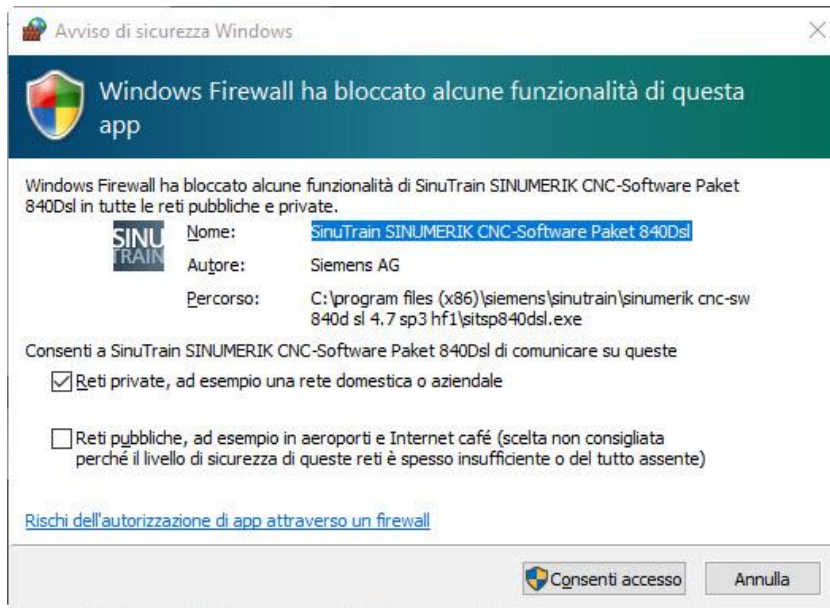 Avviso di sicurezza Windows
Windows Firewall ha bloccato alcune funzionalità di questa
app
Windows Firewall ha bloccato alcune funzionalità di SinuTrain SINUMERIK CNC-Software Paket
840Dsl in tutte le reti pubbliche e private.
SINU
TRAIN
Nome: SinuTrain SINUMERIK CNC-Software Paket 840Dsl
Autore: Siemens AG
Percorso: C:\program files (x86)\siemens\sinutrain\sinumerik cnc-sw
840d sl 4.7 sp3 hf1\sitsp840dsl.exe
Consenti a SinuTrain SINUMERIK CNC-Software Paket 840Dsl di comunicare su queste
Reti private, ad esempio una rete domestica o aziendale
Reti pubbliche, ad esempio in aeroporti e Internet café (scelta non consigliata
perché il livello di sicurezza di queste reti è spesso insufficiente o del tutto assente)
Rischi dell'autorizzazione di app attraverso un firewall
Consenti accesso
Annulla